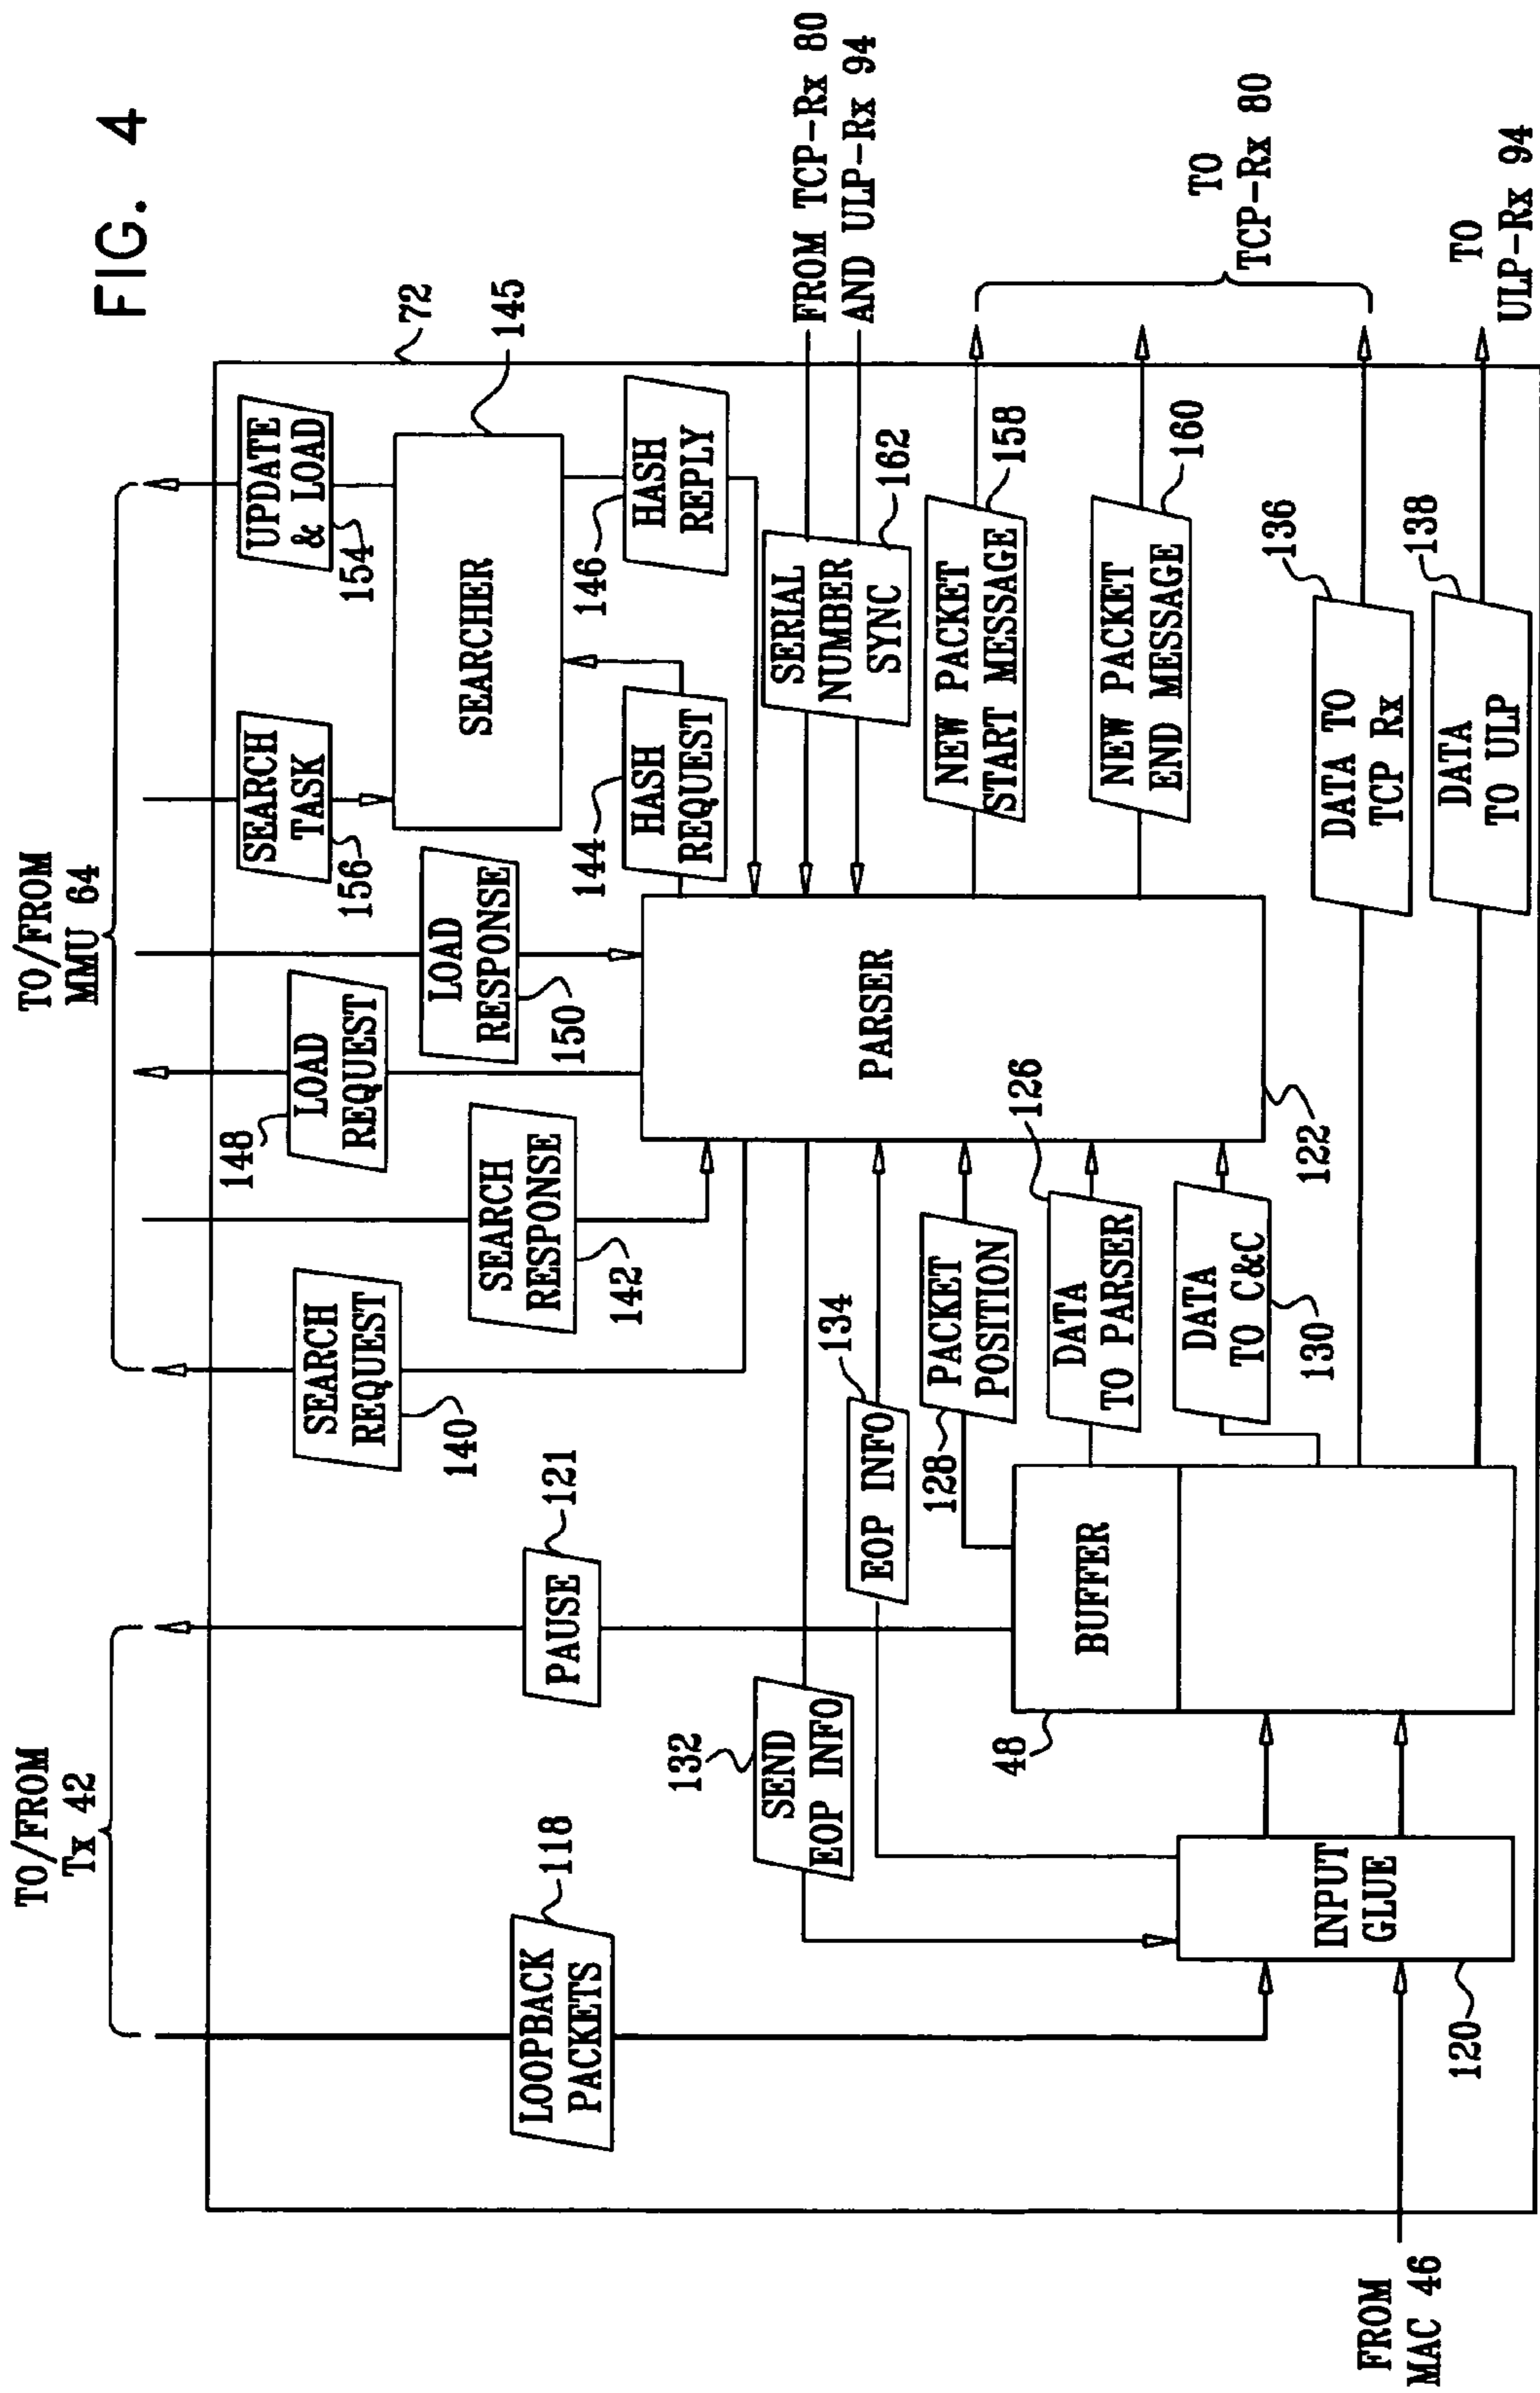 FIG. 4
TO/FROM
Tx 42
TO/FROM
MMU 64
LOOPBACK
PACKETS
118
PAUSE
121
SEARCH
REQUEST
140
SEARCH
RESPONSE
142
LOAD
REQUEST
148
LOAD
RESPONSE
150
SEARCH
TASK
156
UPDATE
& LOAD
154
72
SEARCHER
145
HASH
REQUEST
144
HASH
REPLY
146
SERIAL
NUMBER
SYNC
162
FROM TCP-Rx 80
AND ULP-Rx 94
SEND
EOP INFO
132
EOP INFO
134
PACKET
POSITION
128
DATA
TO PARSER
126
DATA
TO C&C
130
PARSER
122
NEW PACKET
START MESSAGE
158
NEW PACKET
END MESSAGE
160
TO
TCP-Rx 80
DATA TO
TCP Rx
136
DATA
TO ULP
138
TO
ULP-Rx 94
BUFFER
48
INPUT
GLUE
120
FROM
MAC 46